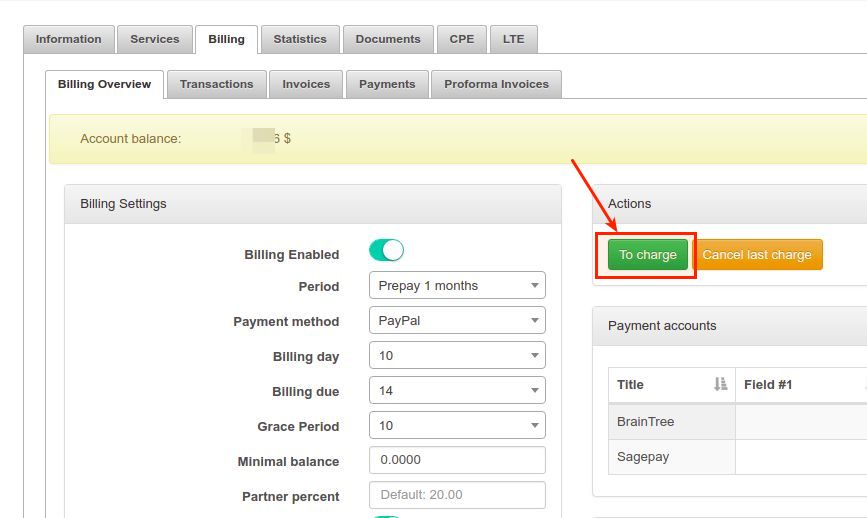 Information Services Billing Statistics Documents CPE LTE
Billing Overview Transactions Invoices Payments Proforma Invoices
Account balance: 6 $
Billing Settings
Billing Enabled
Period Prepay 1 months
Payment method PayPal
Billing day 10
Billing due 14
Grace Period 10
Minimal balance 0.0000
Partner percent Default: 20.00
Actions
To charge Cancel last charge
Payment accounts
Title Field #1
BrainTree
Sagepay